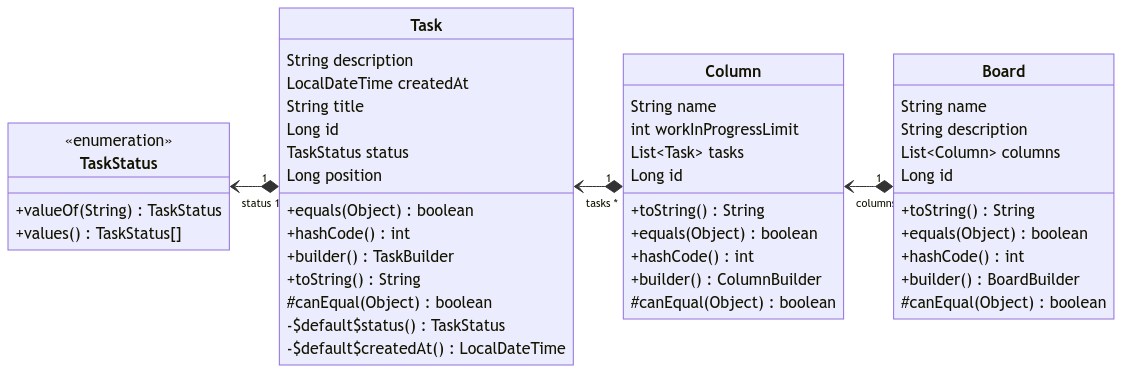 «enumeration»
TaskStatus
+valueOf(String) : TaskStatus
+values() : TaskStatus[]
1
status 1
Task
String description
LocalDateTime createdAt
String title
Long id
TaskStatus status
Long position
+equals(Object) : boolean
+hashCode() : int
+builder() : TaskBuilder
+toString() : String
#canEqual(Object) : boolean
-$default$status() : TaskStatus
-$default$createdAt() : LocalDateTime
1
tasks *
Column
String name
int workInProgressLimit
List<Task> tasks
Long id
+toString() : String
+equals(Object) : boolean
+hashCode() : int
+builder() : ColumnBuilder
#canEqual(Object) : boolean
1
columns
Board
String name
String description
List<Column> columns
Long id
+toString() : String
+equals(Object) : boolean
+hashCode() : int
+builder() : BoardBuilder
#canEqual(Object) : boolean